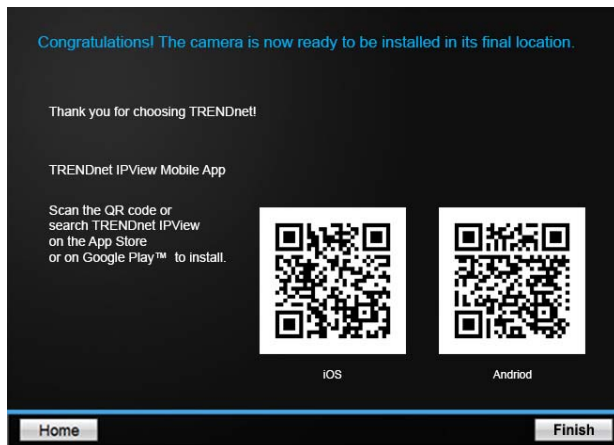 Congratulations! The camera is now ready to be installed in its final location.
Thank you for choosing TRENDnet!
TRENDnet IPView Mobile App
Scan the QR code or
search TRENDnet IPView
on the App Store
or on Google Play™ to install.
iOS
Andriod
Home
Finish